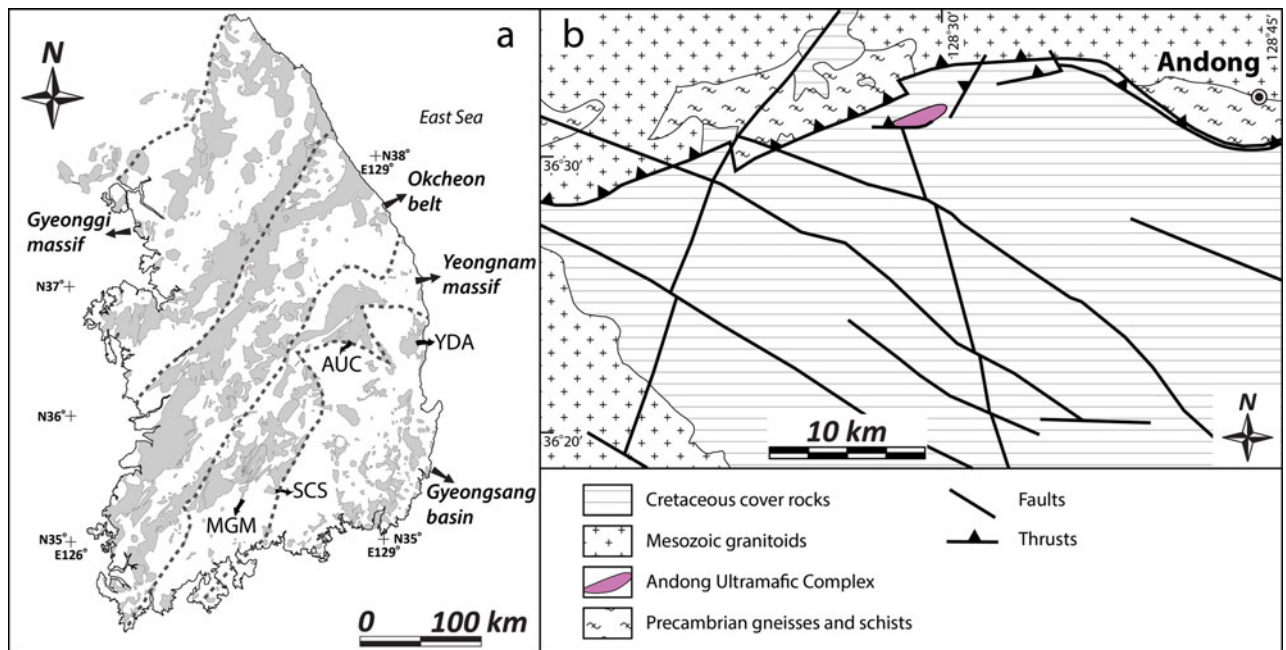 a
N
East Sea
N38°
E129°
Okcheon
belt
Gyeonggi
massif
Yeongnam
massif
N37°
YDA
AUC
N36°
Gyeongsang
basin
SCS
MGM
N35°
E126°
N35°
E129°
0 100 km
b
128°30'
128°45'
Andong
36°30'
36°20'
10 km
N
Cretaceous cover rocks
Mesozoic granitoids
Andong Ultramafic Complex
Precambrian gneisses and schists
Faults
Thrusts